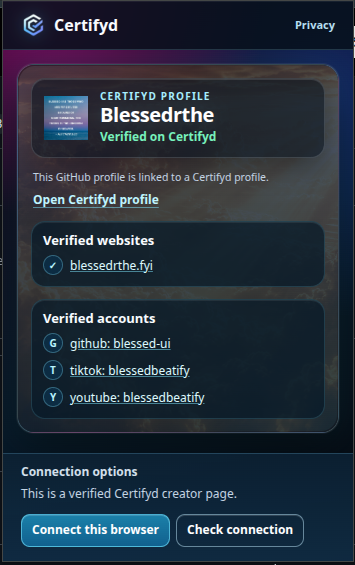 Certifyd
Privacy
CERTIFYD PROFILE
Blessedrthe
Verified on Certifyd
This GitHub profile is linked to a Certifyd profile.
Open Certifyd profile
Verified websites
✓ blessedrthe.fyi
Verified accounts
G github: blessed-ui
T tiktok: blessedbeatify
Y youtube: blessedbeatify
Connection options
This is a verified Certifyd creator page.
Connect this browser
Check connection